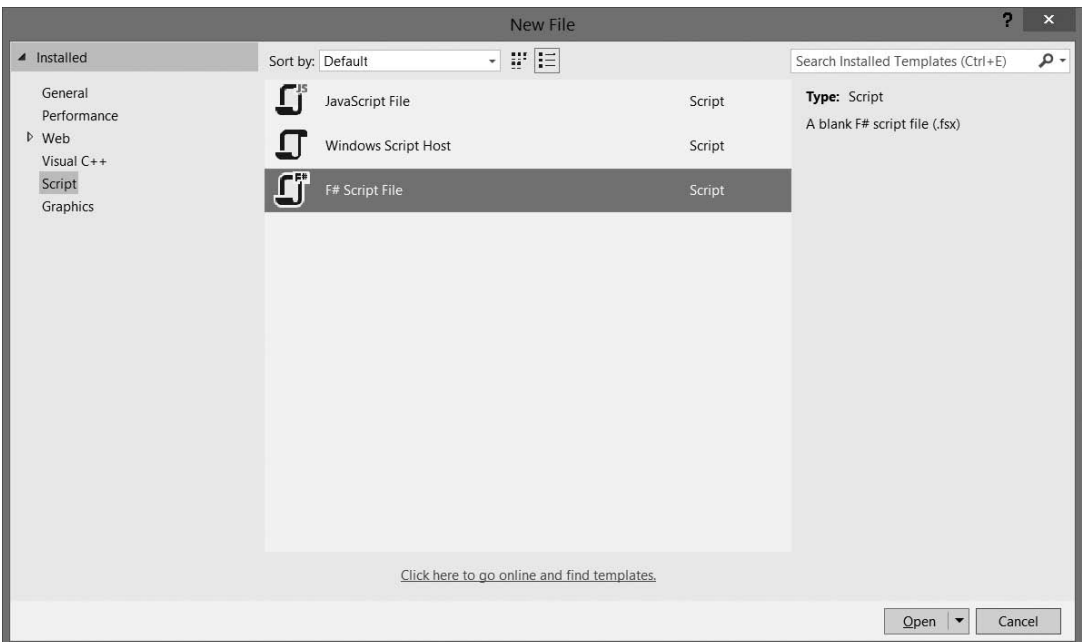 New File
?
×
Installed
General
Performance
Web
Visual C++
Script
Graphics
Sort by: Default
JS
JavaScript File Script
Windows Script Host Script
F#
F# Script File Script
Click here to go online and find templates.
Search Installed Templates (Ctrl+E)
Type: Script
A blank F# script file (.fsx)
Open
Cancel